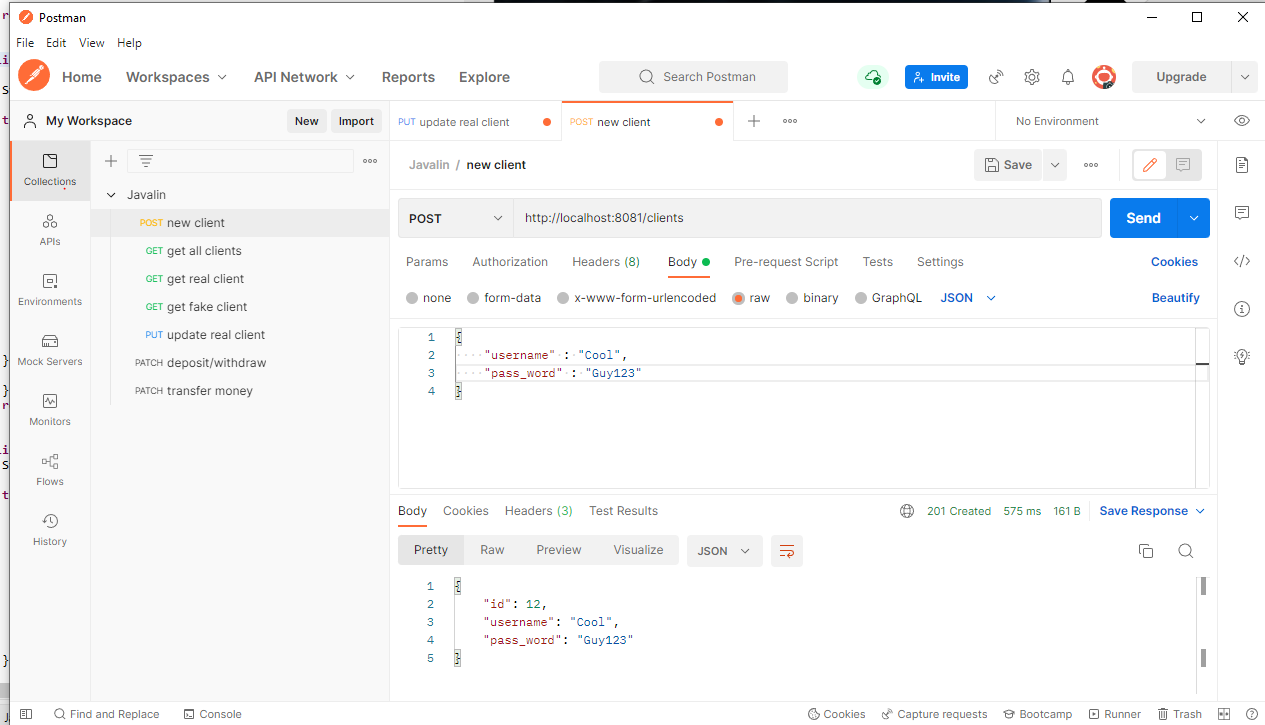 Postman
File Edit View Help
Home Workspaces API Network Reports Explore Search Postman Invite Upgrade
My Workspace New Import PUT update real client POST new client No Environment
Javalin / new client Save
Collections
APIs
Environments
Mock Servers
Monitors
Flows
History
Javalin
POST new client
GET get all clients
GET get real client
GET get fake client
PUT update real client
PATCH deposit/withdraw
PATCH transfer money
POST http://localhost:8081/clients Send
Params Authorization Headers (8) Body Pre-request Script Tests Settings Cookies
none form-data x-www-form-urlencoded raw binary GraphQL JSON Beautify
1 {
2 "username" : "Cool",
3 "pass_word" : "Guy123"
4 }
Body Cookies Headers (3) Test Results 201 Created 575 ms 161 B Save Response
Pretty Raw Preview Visualize JSON
1 {
2 "id": 12,
3 "username": "Cool",
4 "pass_word": "Guy123"
5 }
Find and Replace Console Cookies Capture requests Bootcamp Runner Trash